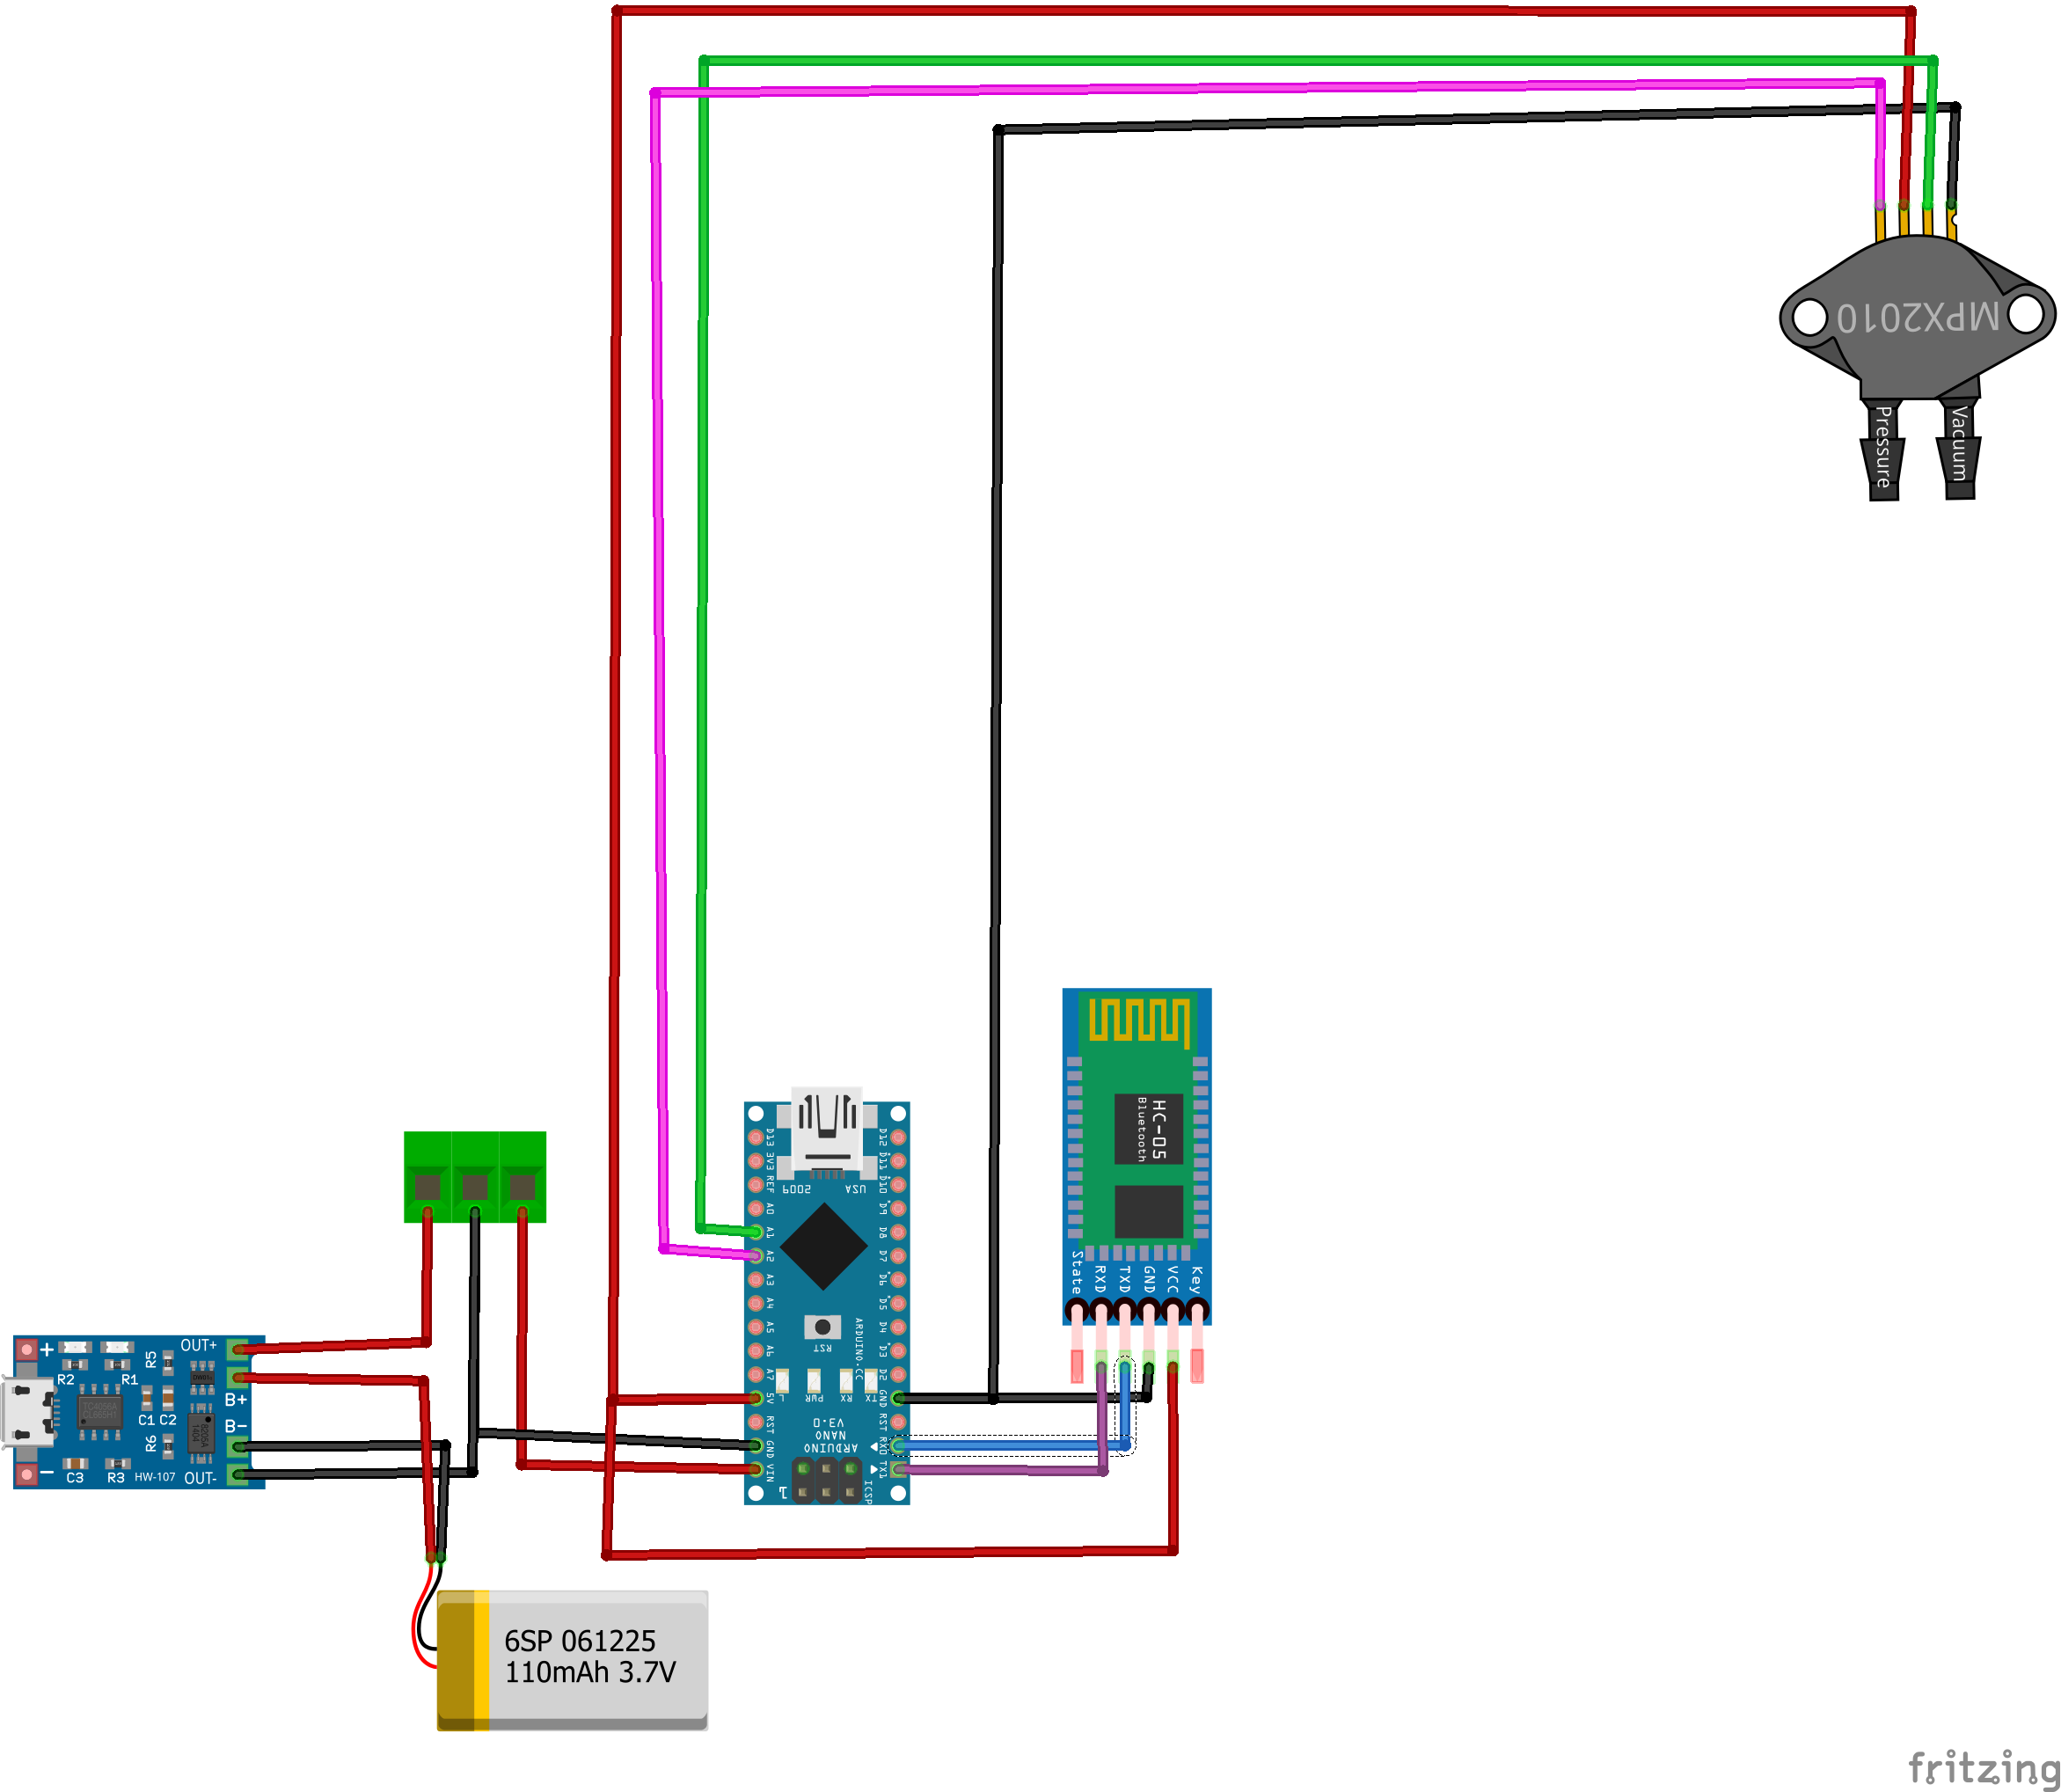 MPX2010
Pressure
Vacuum
HC-05
Bluetooth
State
RXD
TXD
GND
VCC
Key
D13
3V3
REF
A0
A1
A2
A3
A4
A5
A6
A7
5V
RST
GND
VIN
D12
D11
D10
D9
D8
D7
D6
D5
D4
D3
D2
GND
RST
RX0
TX1
2009
USA
RST
ARDUINO.CC
L
PWR
RX
TX
ARDUINO
NANO
V3.0
ICSP
1
+
R2
R1
R5
OUT+
B+
C1
C2
B-
R6
-
C3
R3
HW-107
OUT-
8205A
6SP 061225
110mAh 3.7V
fritzing